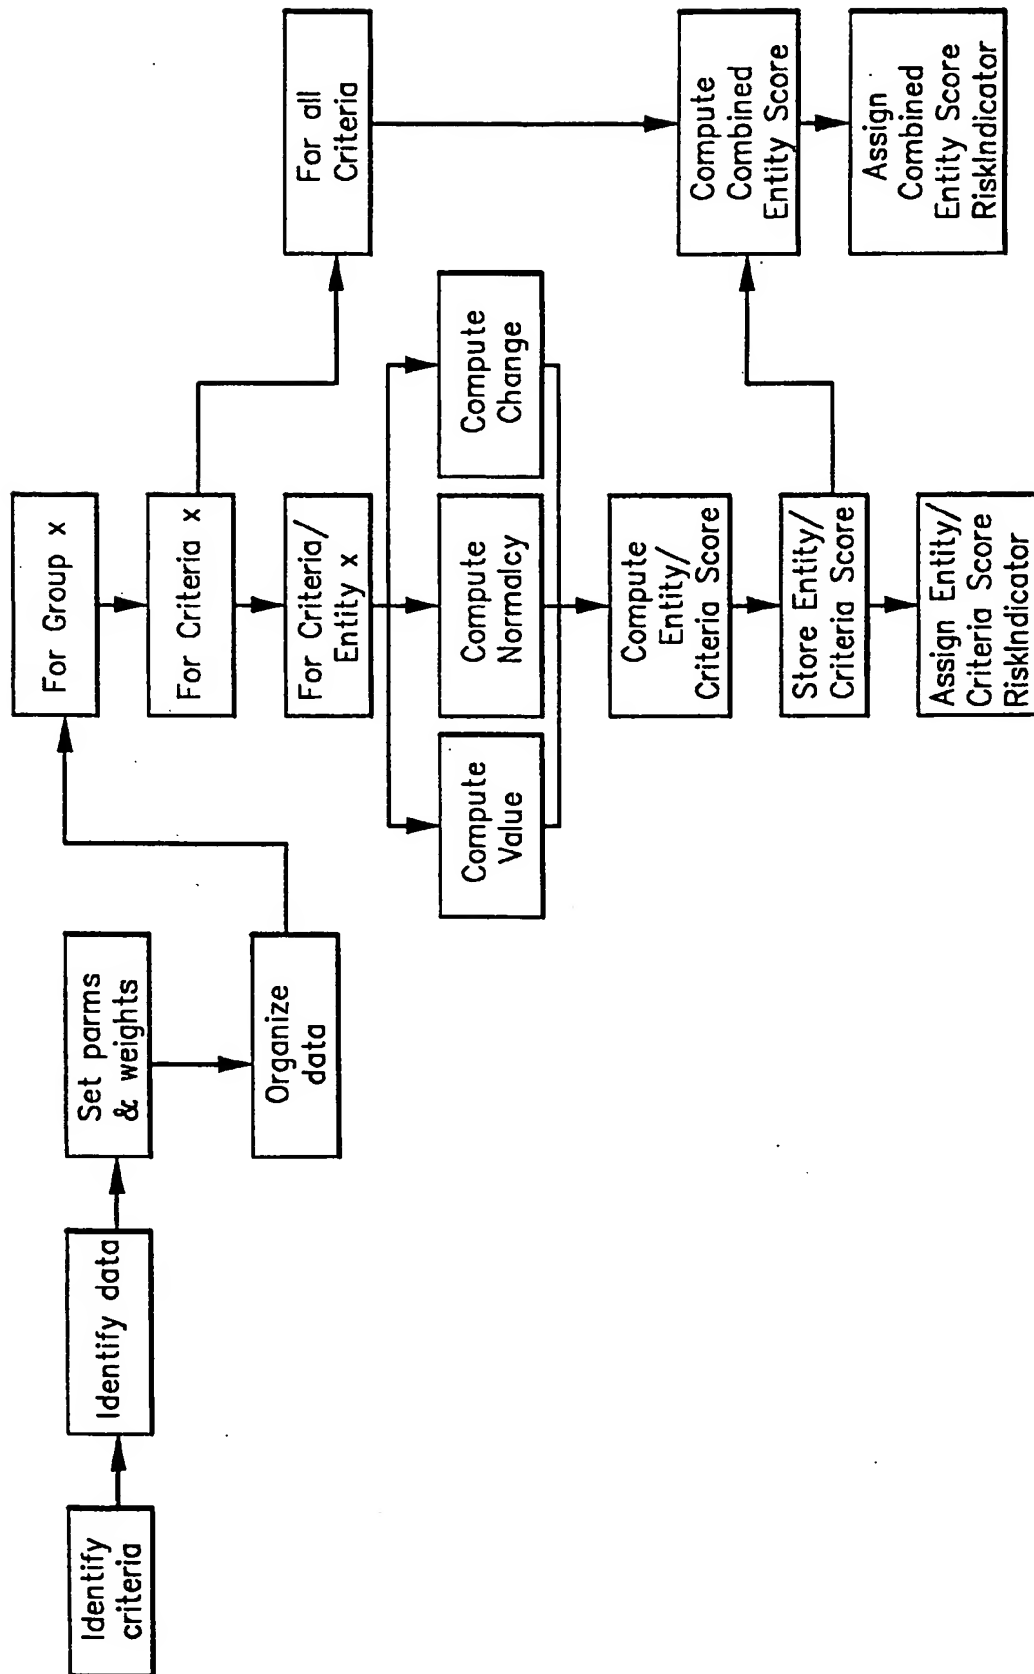 Identify
criteria
Identify data
Set parms
& weights
Organize
data
For Group x
For Criteria x
For Criteria/
Entity x
Compute
Value
Compute
Normalcy
Compute
Change
Compute
Entity/
Criteria Score
Store Entity/
Criteria Score
Assign Entity/
Criteria Score
RiskIndicator
For all
Criteria
Compute
Combined
Entity Score
Assign
Combined
Entity Score
RiskIndicator